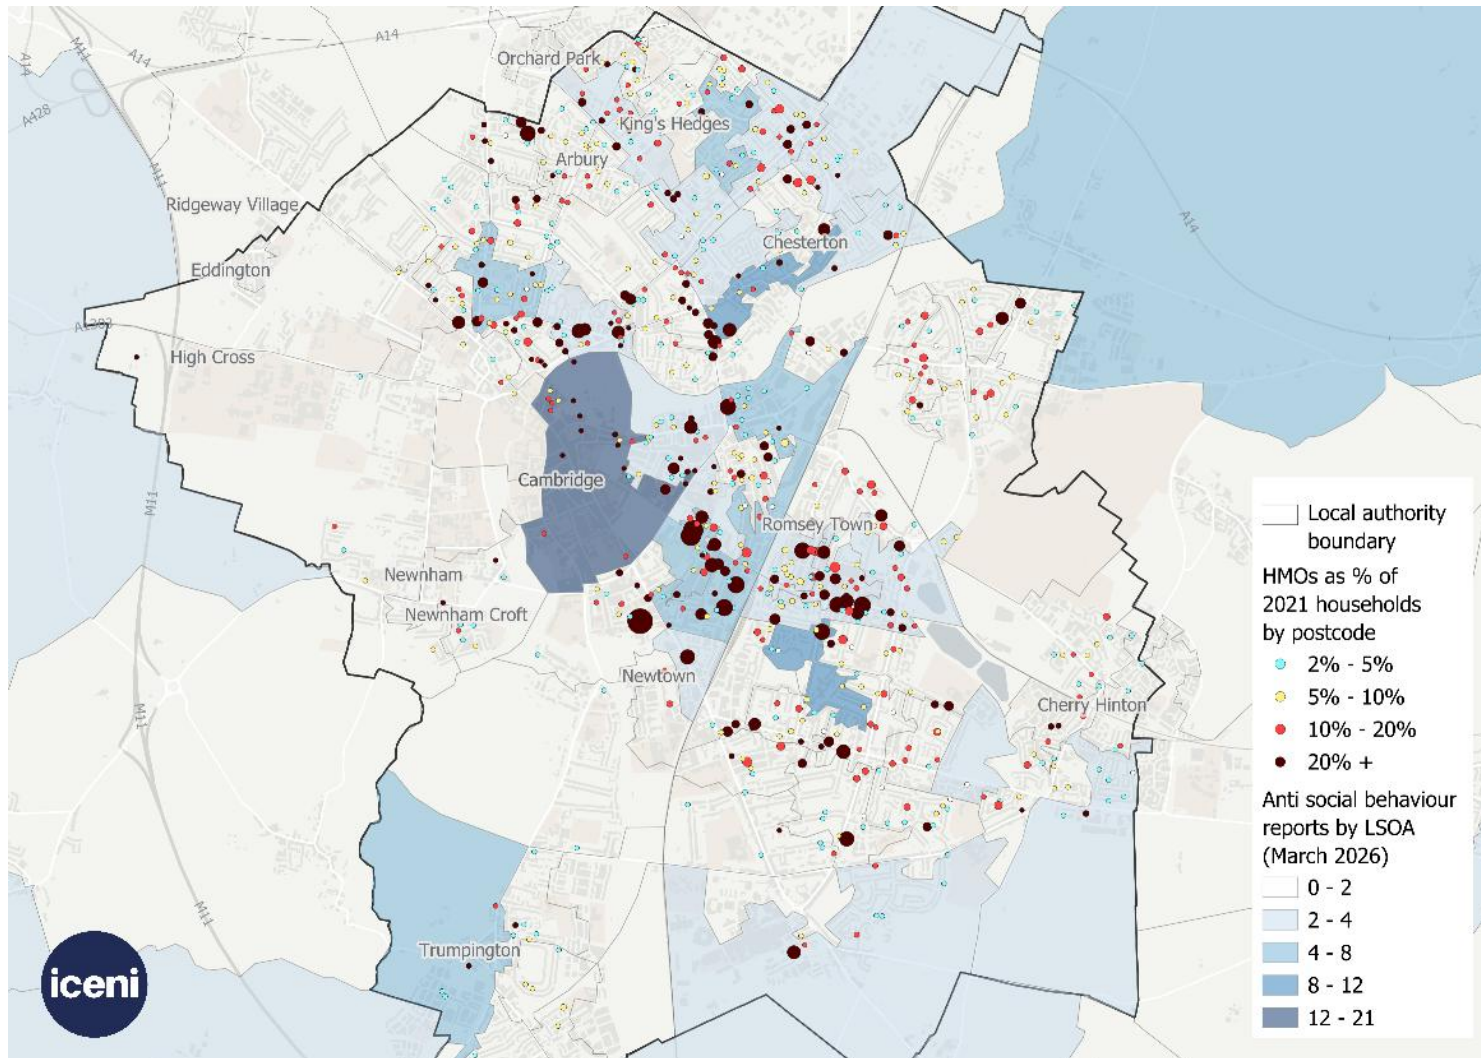 A14
M11
A14
A14
A428
Orchard Park
King's Hedges
Arbury
M11
Ridgeway Village
A14
Chesterton
Eddington
High Cross
Cambridge
M11
Romsey Town
Newnham
Newnham Croft
Newtown
Cherry Hinton
M11
M11
Trumpington
iceni
Local authority
boundary
HMOs as % of
2021 households
by postcode
2% - 5%
5% - 10%
10% - 20%
20% +
Anti social behaviour
reports by LSOA
(March 2026)
0 - 2
2 - 4
4 - 8
8 - 12
12 - 21